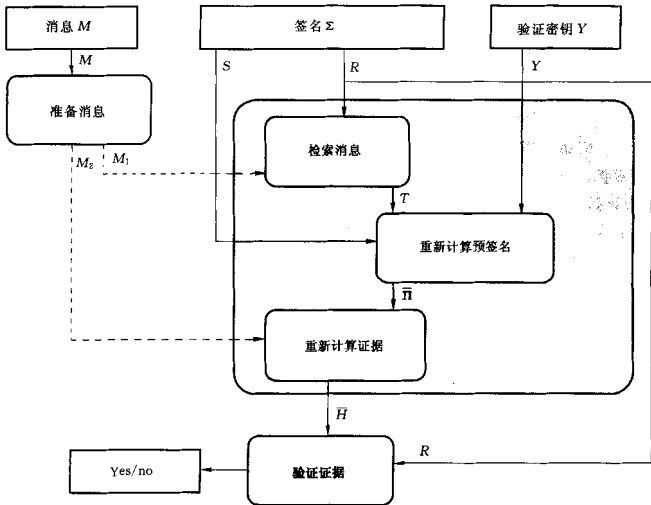 消息 M
签名 Σ
验证密钥 Y
M
S
R
Y
准备消息
检索消息
M₂
M₁
T
重新计算预签名
Π̅
重新计算证据
H̅
Yes/no
验证证据
R